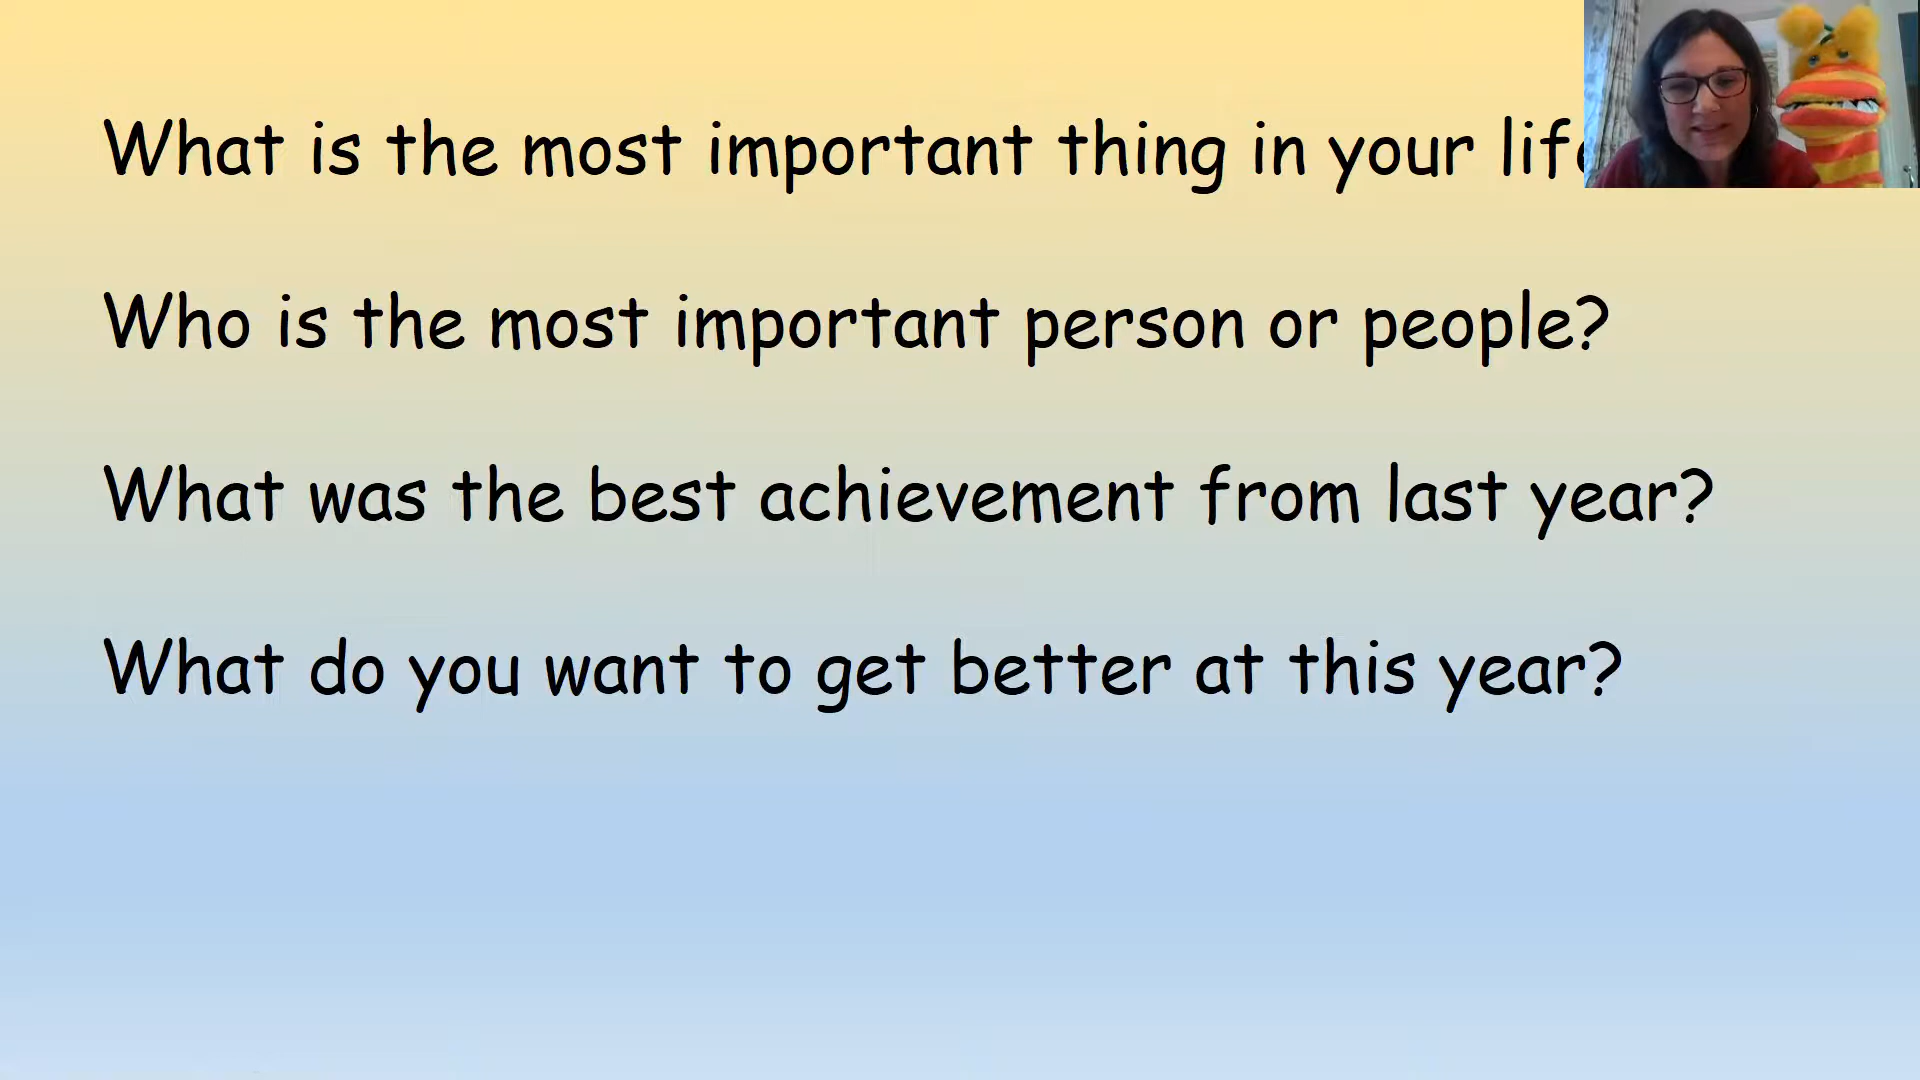 What is the most important thing in your
Who is the most important person or people?
What was the best achievement from last year?
What do you want to get better at this year?